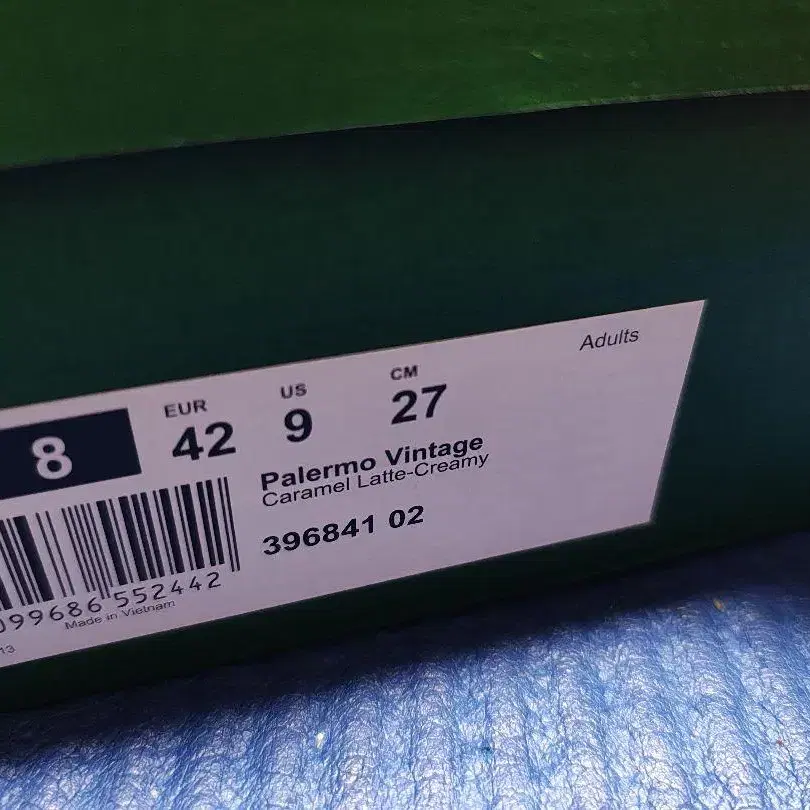 Adults
EUR US CM
8 42 9 27
Palermo Vintage
Caramel Latte-Creamy
396841 02
099686 552442
Made in Vietnam
13